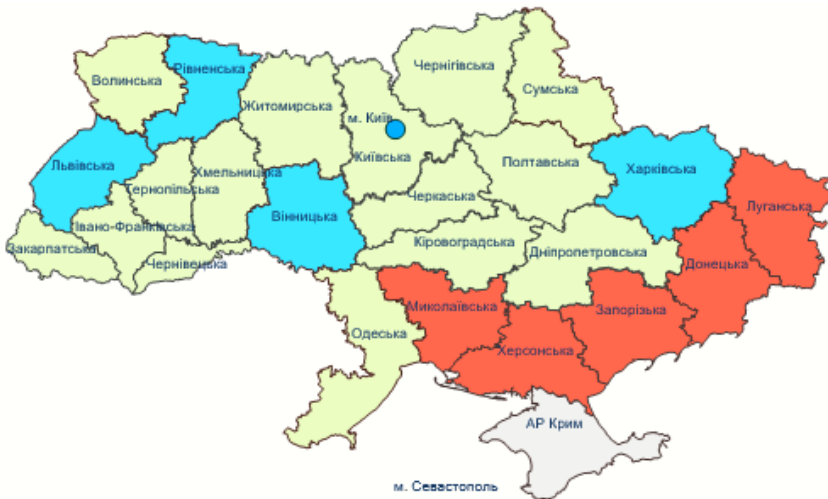 Чернігівська
Рівненська
Волинська
Сумська
Житомирська
м. Київ
Київська
Полтавська
Львівська
Харківська
Хмельницька
Тернопільська
Черкаська
Луганська
Вінницька
Івано-Франківська
Закарпатська
Кіровоградська
Дніпропетровська
Чернівецька
Донецька
Миколаївська
Запорізька
Одеська
Херсонська
АР Крим
м. Севастополь